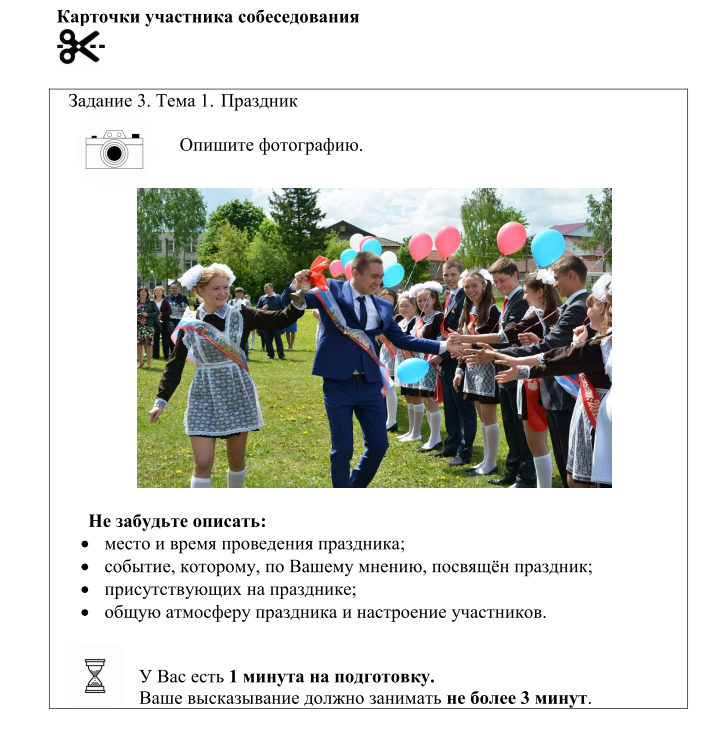 Карточки участника собеседования
Задание 3. Тема 1. Праздник
Опишите фотографию.
Не забудьте описать:
• место и время проведения праздника;
• событие, которому, по Вашему мнению, посвящён праздник;
• присутствующих на празднике;
• общую атмосферу праздника и настроение участников.
У Вас есть 1 минута на подготовку.
Ваше высказывание должно занимать не более 3 минут.